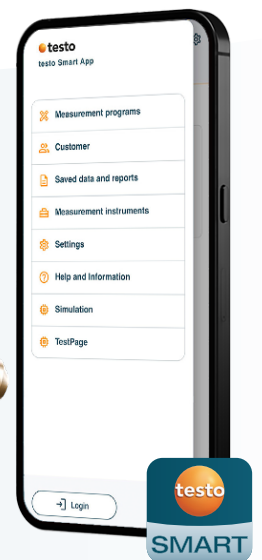 testo
testo Smart App
Measurement programs
Customer
Saved data and reports
Measurement instruments
Settings
Help and Information
Simulation
TestPage
Login
testo
SMART